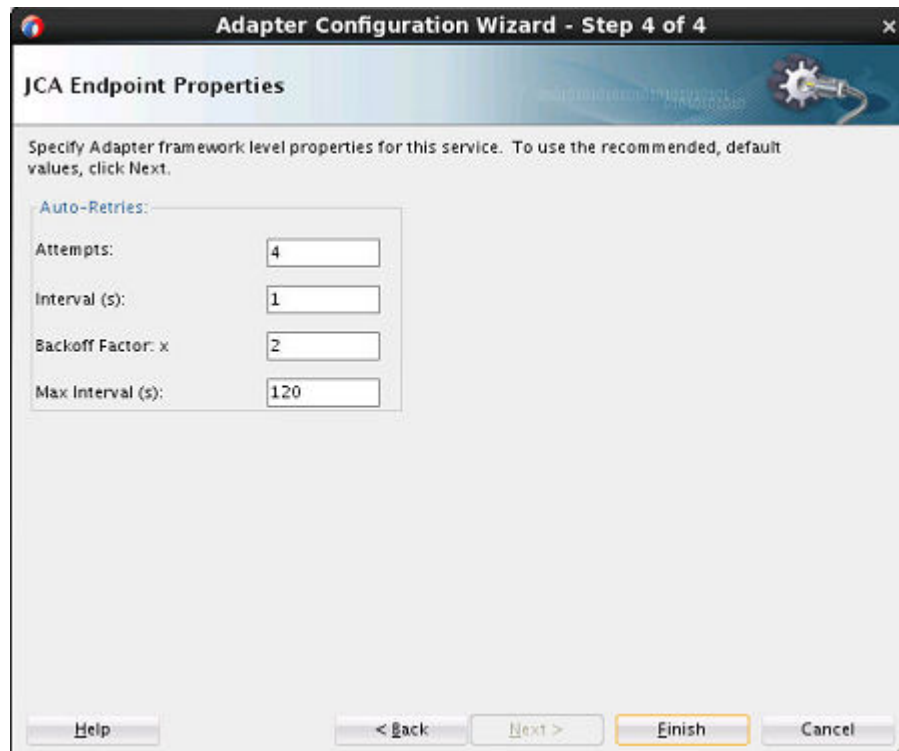 Adapter Configuration Wizard - Step 4 of 4
JCA Endpoint Properties
Specify Adapter framework level properties for this service. To use the recommended, default
values, click Next.
Auto-Retries:
Attempts: 4
Interval (s): 1
Backoff Factor: x 2
Max Interval (s): 120
Help < Back Next > Finish Cancel